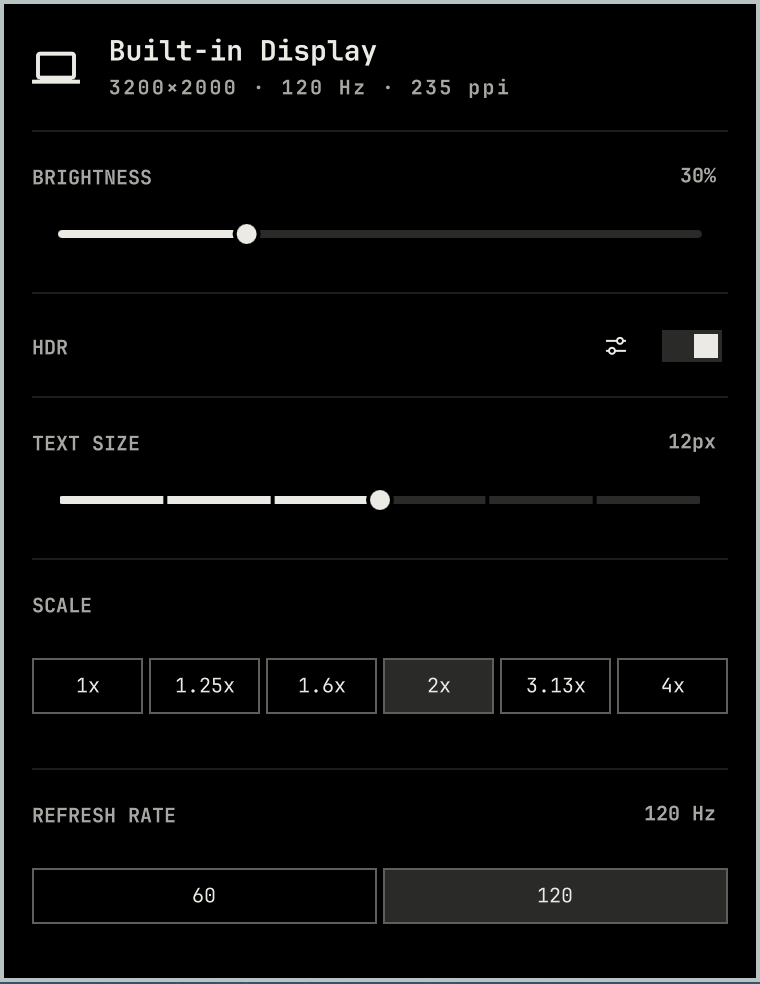 Built-in Display
3200×2000 · 120 Hz · 235 ppi
BRIGHTNESS 30%
HDR
TEXT SIZE 12px
SCALE
1x 1.25x 1.6x 2x 3.13x 4x
REFRESH RATE 120 Hz
60 120